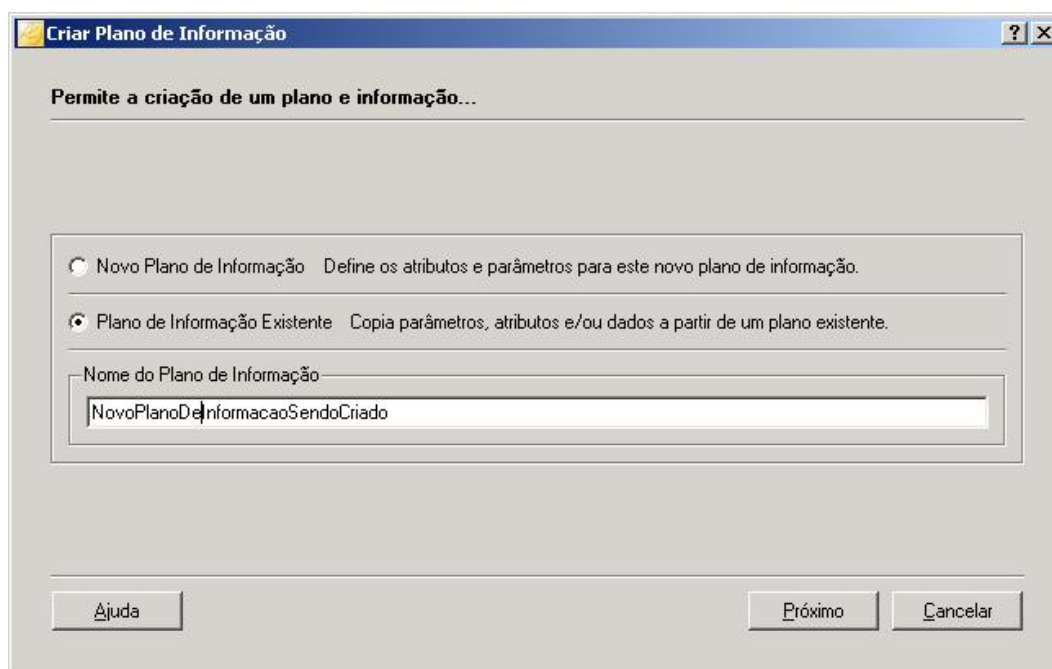 Criar Plano de Informação
Permite a criação de um plano e informação...
Novo Plano de Informação Define os atributos e parâmetros para este novo plano de informação.
Plano de Informação Existente Copia parâmetros, atributos e/ou dados a partir de um plano existente.
Nome do Plano de Informação
NovoPlanoDeInformacaoSendoCriado
Ajuda Próximo Cancelar